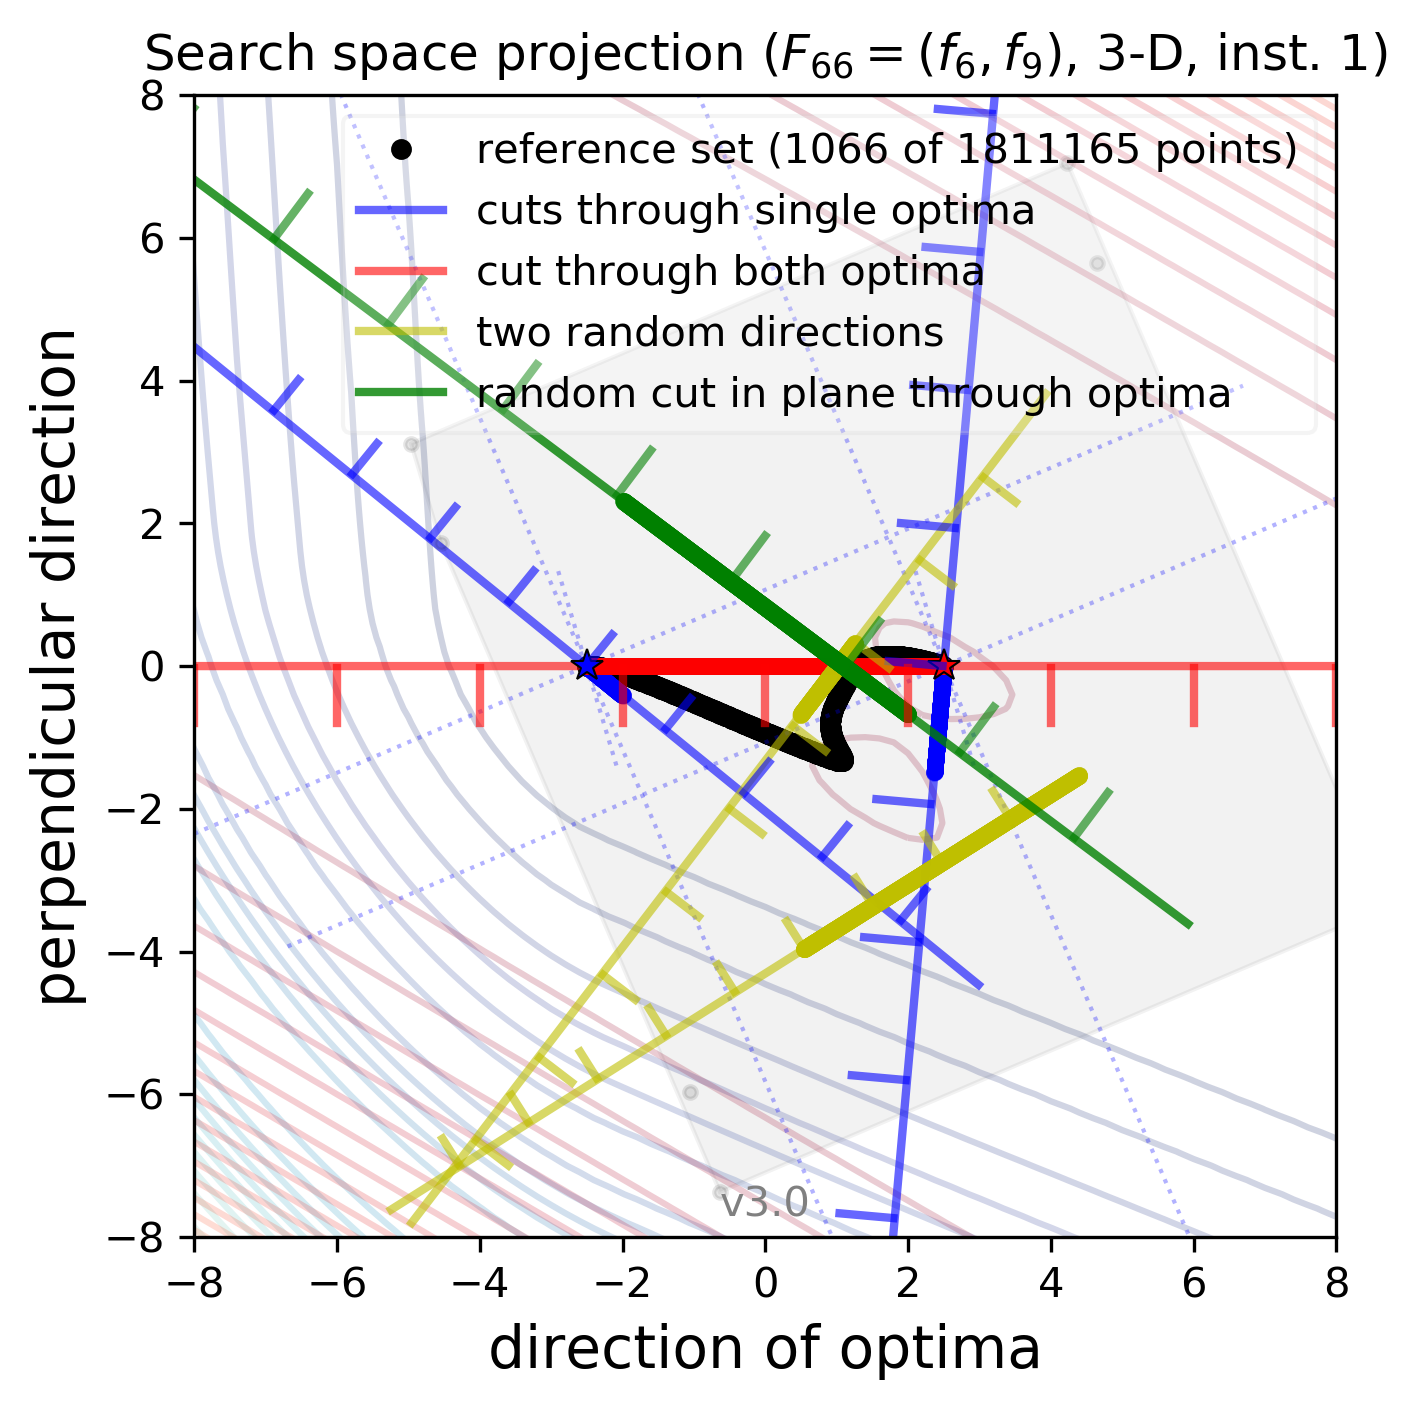 Search space projection (F₆₆ = (f₆, f₉), 3-D, inst. 1)
reference set (1066 of 1811165 points)
cuts through single optima
cut through both optima
two random directions
random cut in plane through optima
8
6
4
2
0
−2
−4
−6
−8
perpendicular direction
v3.0
−8 −6 −4 −2 0 2 4 6 8
direction of optima